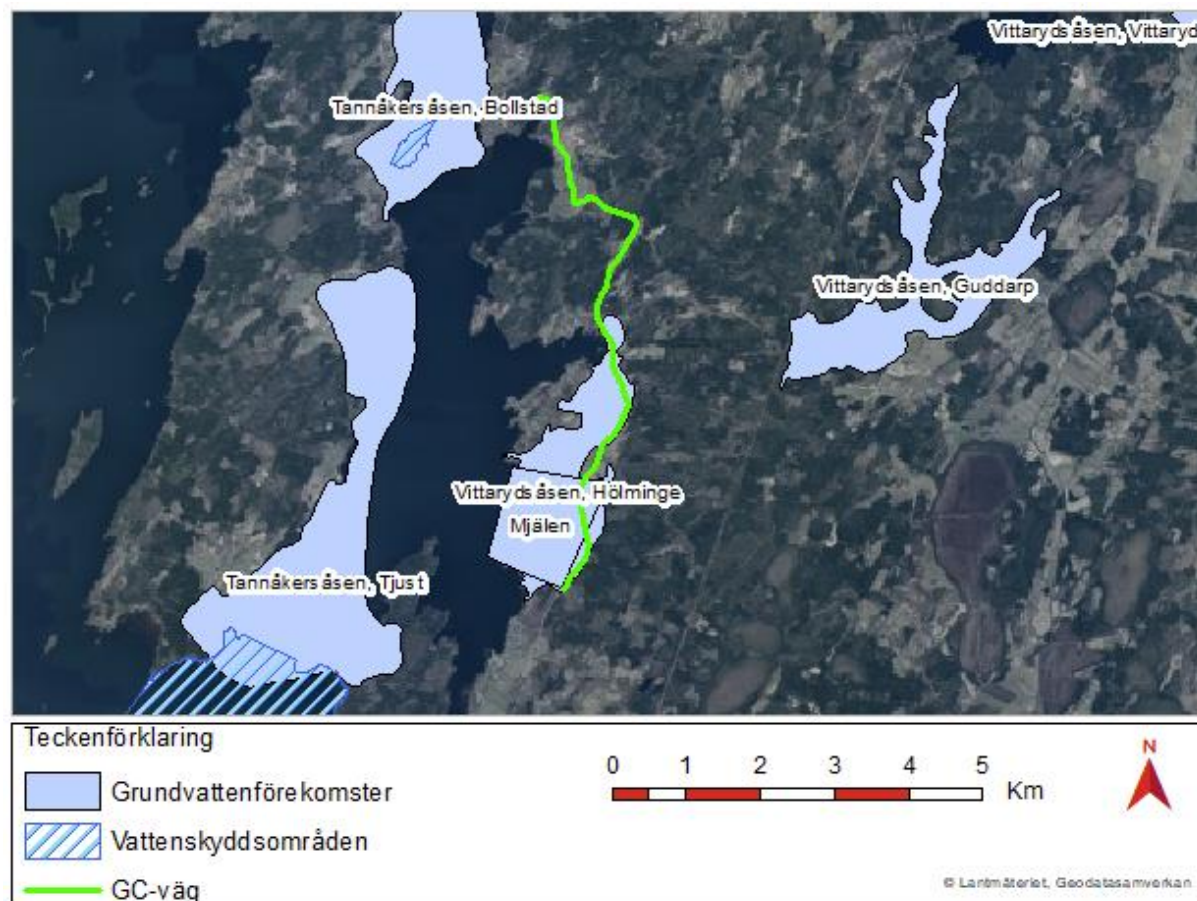 Vittarydsåsen, Vittaryd
Tannåkersåsen, Bollstad
Vittarydsåsen, Guddarp
Vittarydsåsen, Hölminge
Mjälen
Tannåkersåsen, Tjust
Teckenförklaring
Grundvattenförekomster
Vattenskyddsområden
GC-väg
0 1 2 3 4 5
Km
N
© Lantmäteriet, Geodatasamverkan